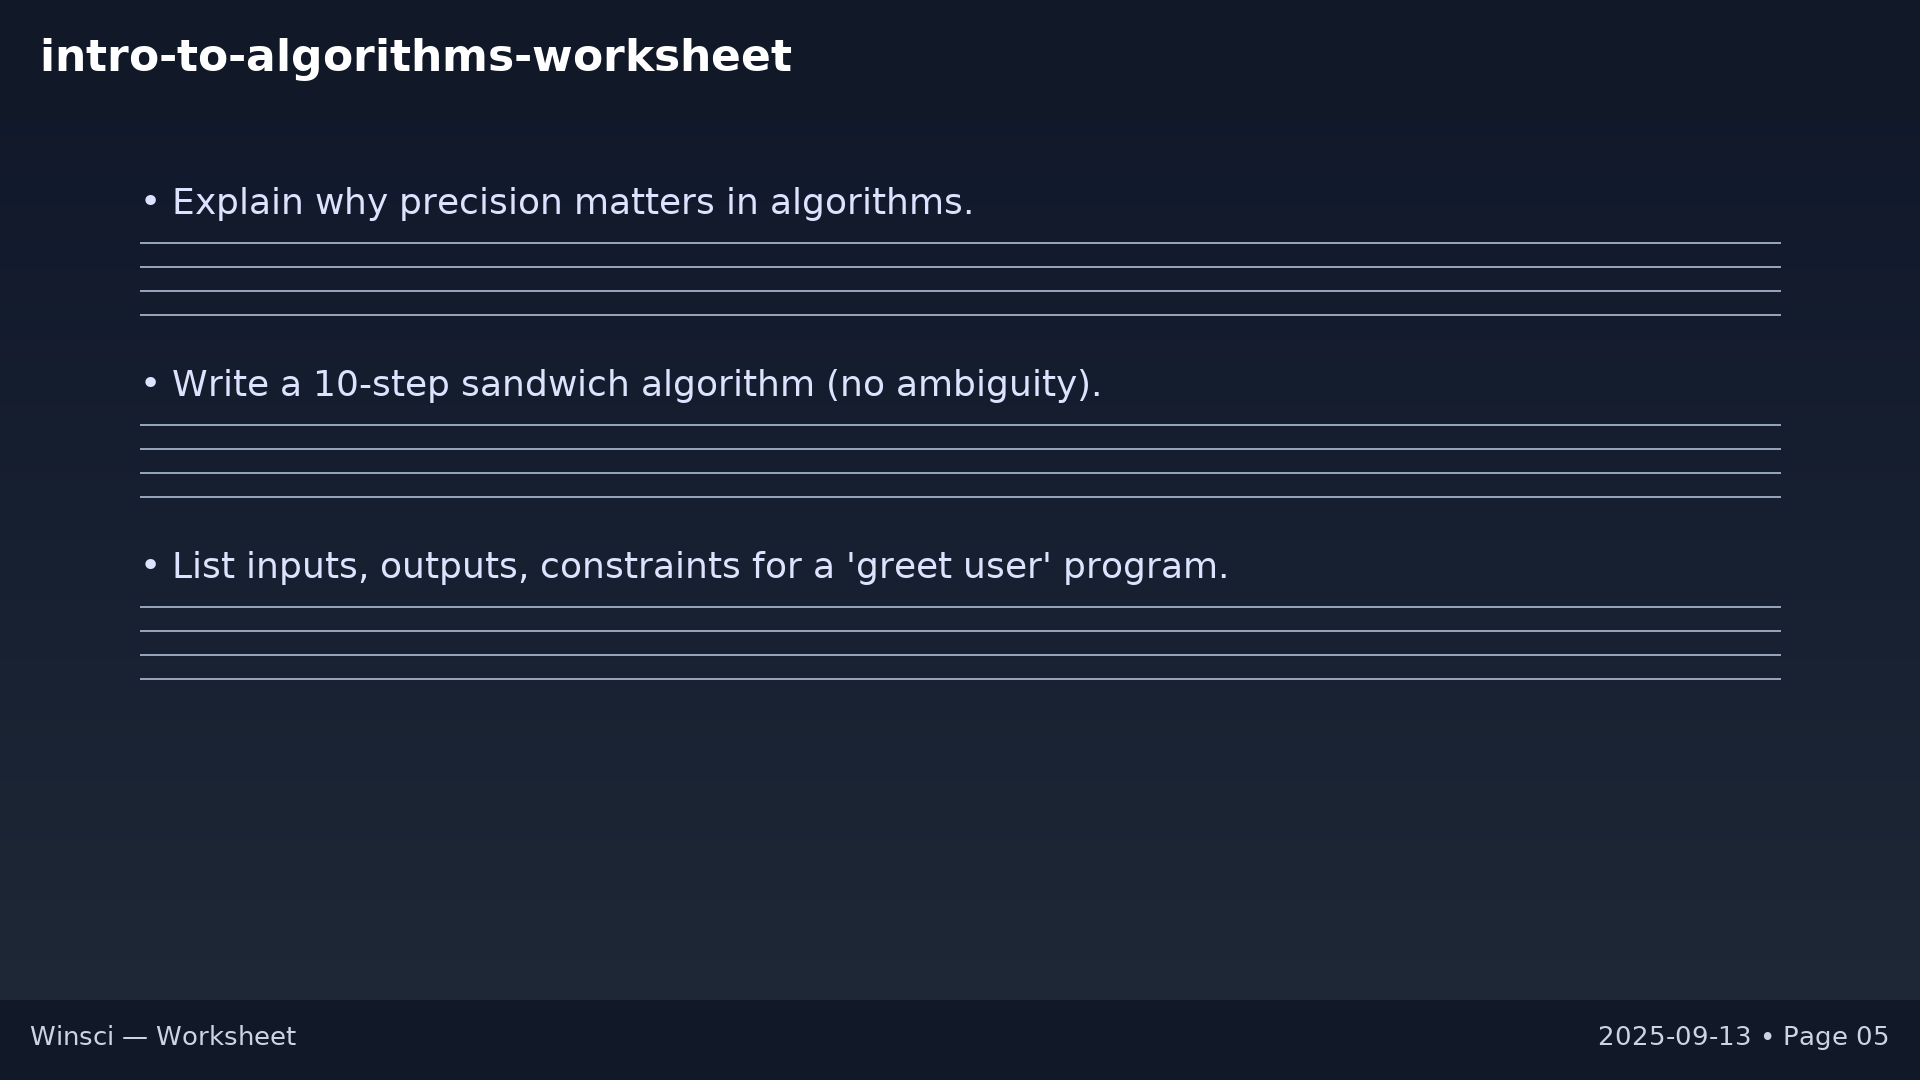 intro-to-algorithms-worksheet
• Explain why precision matters in algorithms.
• Write a 10-step sandwich algorithm (no ambiguity).
• List inputs, outputs, constraints for a 'greet user' program.
Winsci — Worksheet
2025-09-13 • Page 05